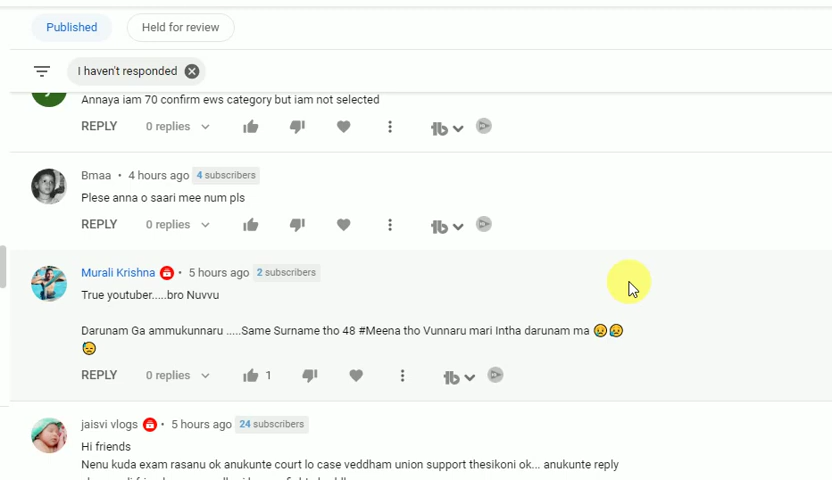 Published
Held for review
I haven't responded
Annaya iam 70 confirm ews category but iam not selected
REPLY 0 replies
Bmaa • 4 hours ago 4 subscribers
Plese anna o saari mee num pls
REPLY 0 replies
Murali Krishna • 5 hours ago 2 subscribers
True youtuber.....bro Nuvvu
Darunam Ga ammukunnaru .....Same Surname tho 48 #Meena tho Vunnaru mari Intha darunam ma 😥😥
😓
REPLY 0 replies 1
jaisvi vlogs • 5 hours ago 24 subscribers
Hi friends
Nenu kuda exam rasanu ok anukunte court lo case veddham union support thesikoni ok... anukunte reply